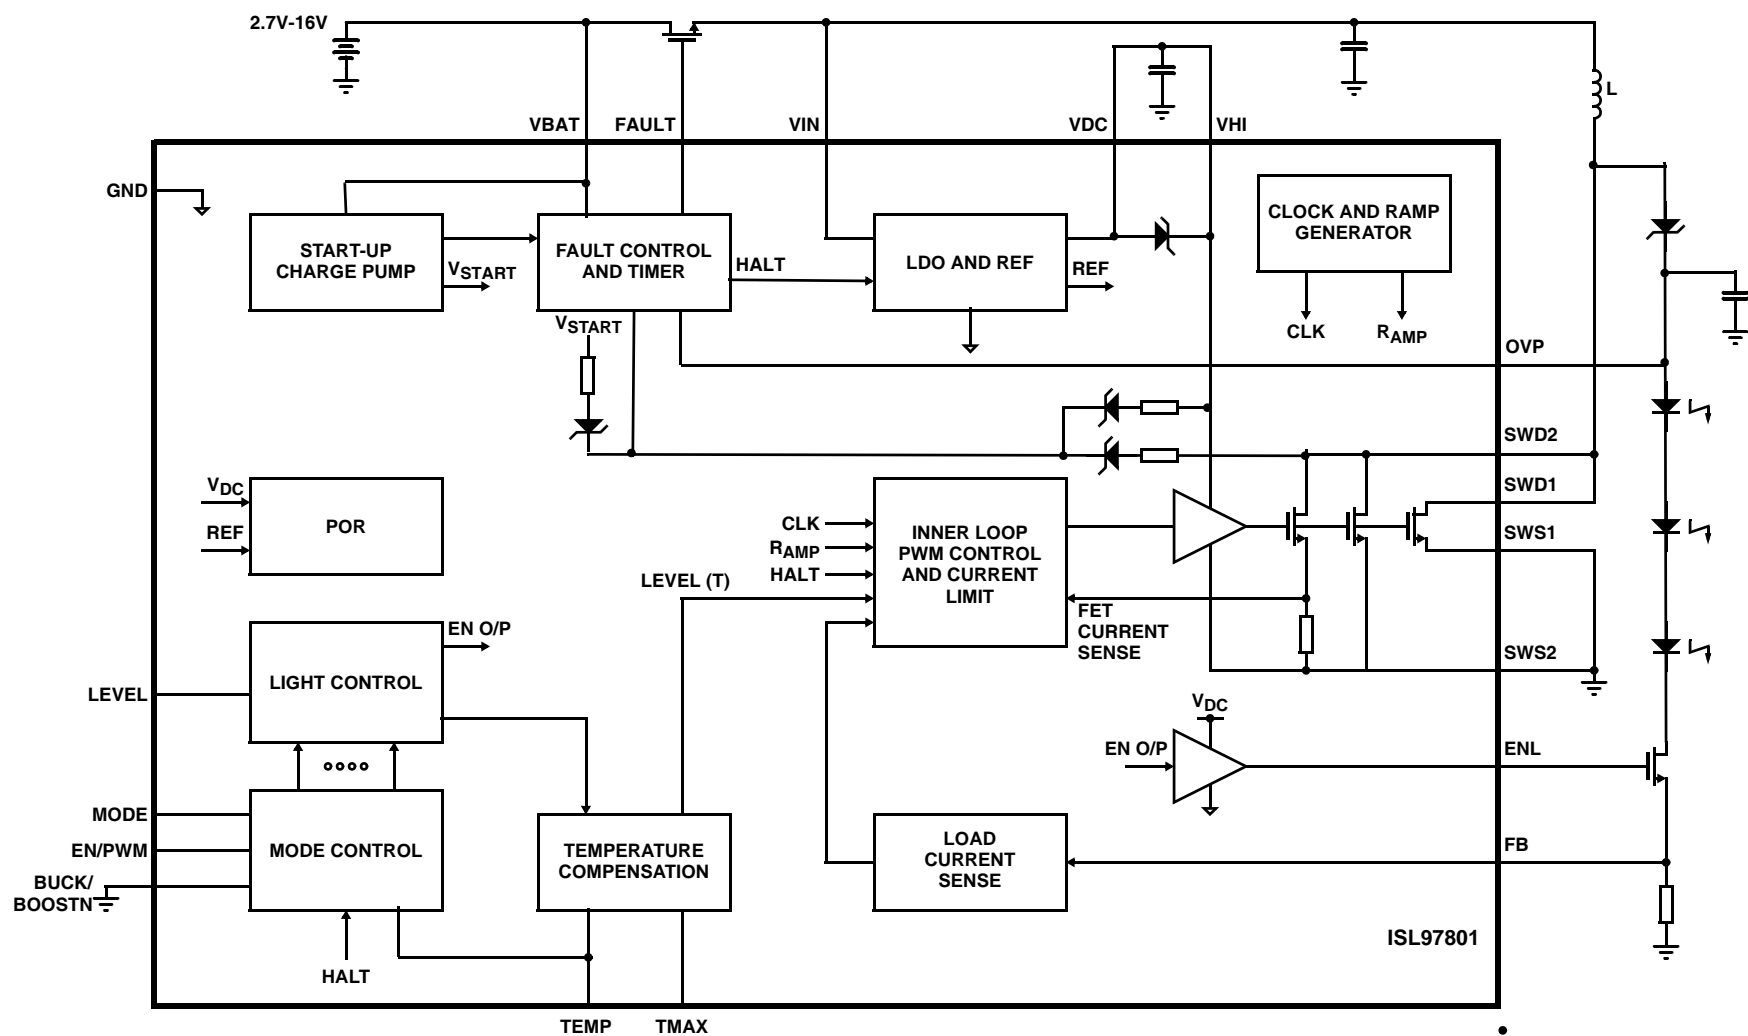 2.7V-16V
L
VBAT
FAULT
VIN
VDC
VHI
GND
START-UP
CHARGE PUMP
VSTART
FAULT CONTROL
AND TIMER
HALT
LDO AND REF
REF
CLOCK AND RAMP
GENERATOR
CLK
RAMP
VSTART
OVP
SWD2
SWD1
SWS1
SWS2
VDC
REF
POR
CLK
RAMP
HALT
LEVEL (T)
INNER LOOP
PWM CONTROL
AND CURRENT
LIMIT
FET
CURRENT
SENSE
EN O/P
LEVEL
LIGHT CONTROL
VDC
EN O/P
ENL
MODE
EN/PWM
BUCK/
BOOSTN
MODE CONTROL
TEMPERATURE
COMPENSATION
LOAD
CURRENT
SENSE
FB
HALT
ISL97801
TEMP
TMAX